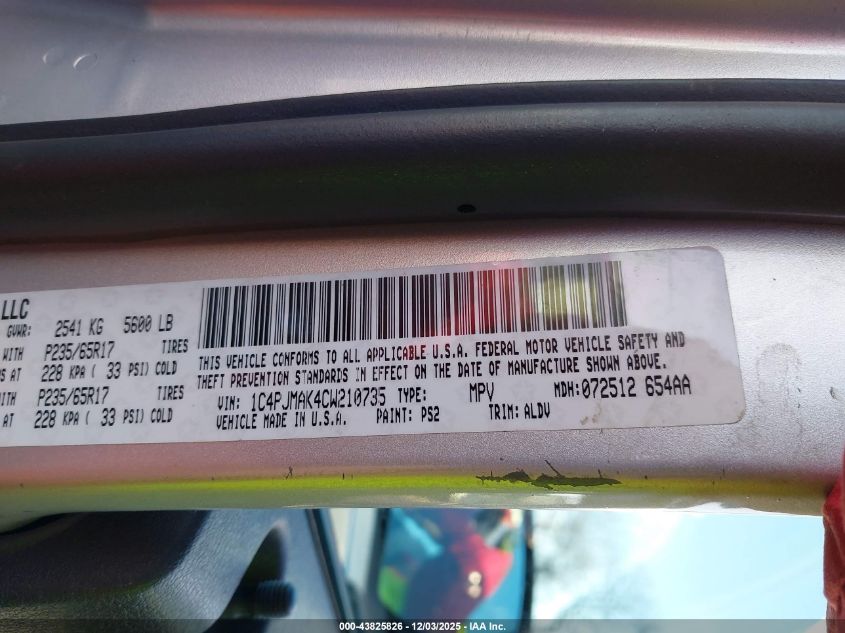 LLC
GVWR: 2541 KG 5600 LB
WITH P235/65R17 TIRES
AT 228 KPA ( 33 PSI) COLD
WITH P235/65R17 TIRES
AT 228 KPA ( 33 PSI) COLD
THIS VEHICLE CONFORMS TO ALL APPLICABLE U.S.A. FEDERAL MOTOR VEHICLE SAFETY AND
THEFT PREVENTION STANDARDS IN EFFECT ON THE DATE OF MANUFACTURE SHOWN ABOVE.
VIN: 1C4PJMAK4CW210735 TYPE: MPV MDH:072512 654AA
VEHICLE MADE IN U.S.A. PAINT: PS2 TRIM: ALDV
000-43825826 - 12/03/2025 - IAA Inc.